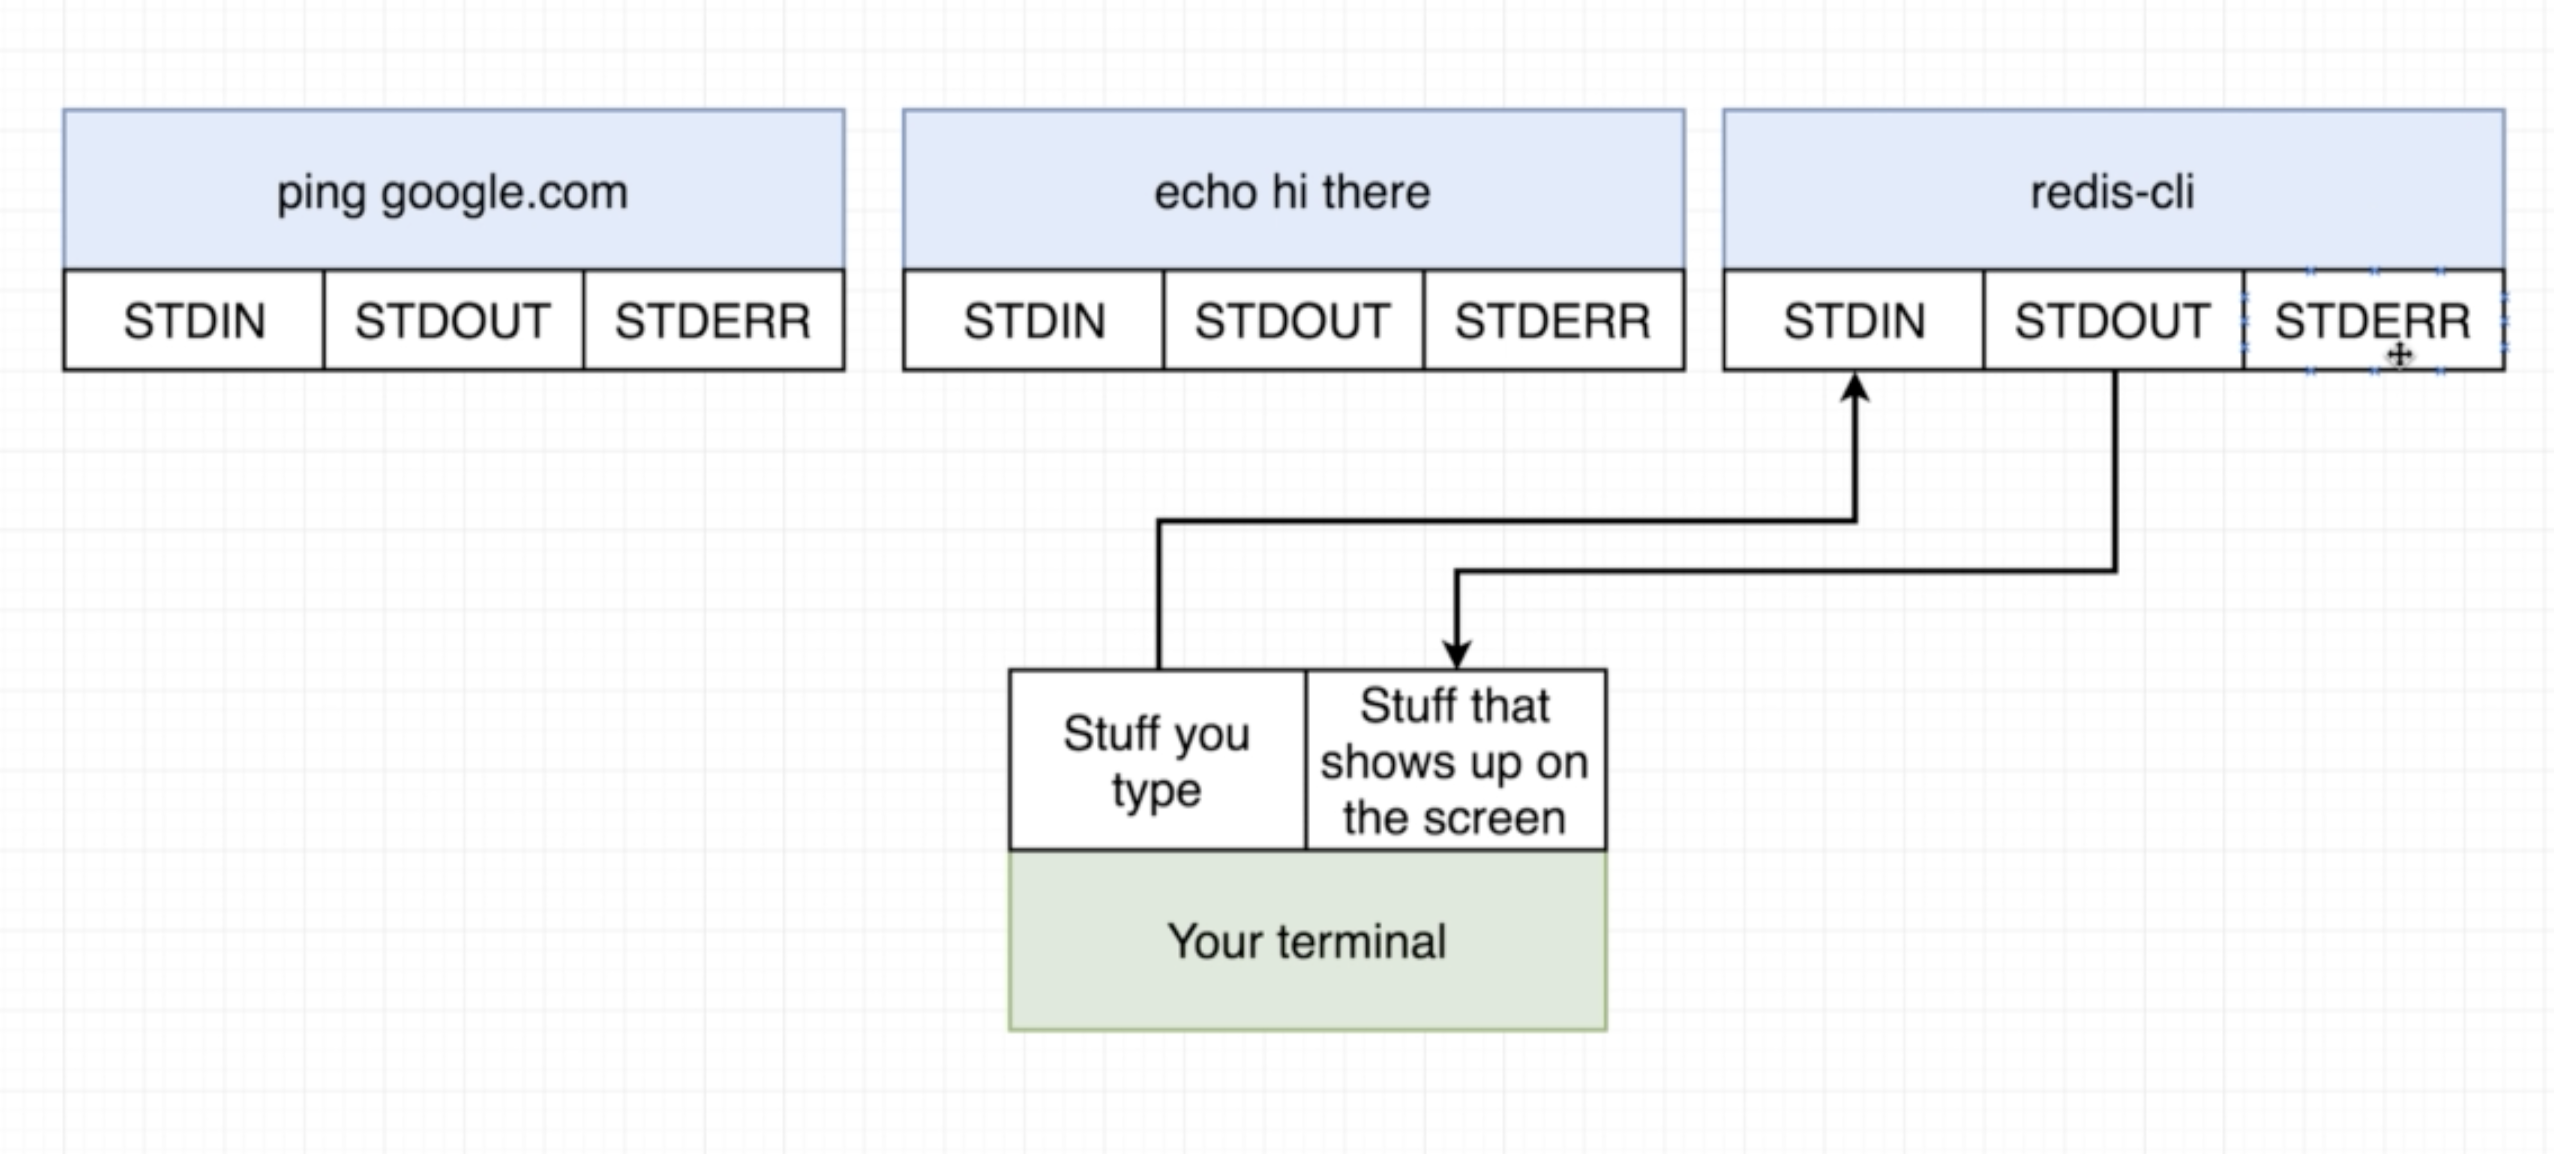 ping google.com
echo hi there
redis-cli
STDIN
STDOUT
STDERR
STDIN
STDOUT
STDERR
STDIN
STDOUT
STDERR
Stuff you
type
Stuff that
shows up on
the screen
Your terminal